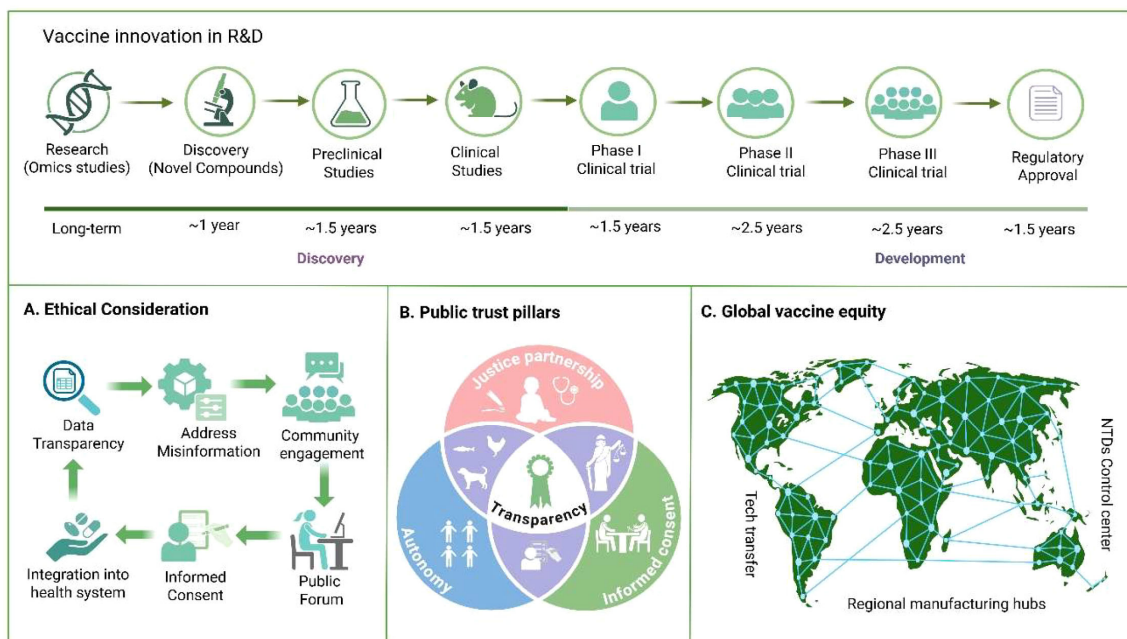 Vaccine innovation in R&D
Research
(Omics studies)
Discovery
(Novel Compounds)
Preclinical
Studies
Clinical
Studies
Phase I
Clinical trial
Phase II
Clinical trial
Phase III
Clinical trial
Regulatory
Approval
Long-term
~1 year
~1.5 years
~1.5 years
~1.5 years
~2.5 years
~2.5 years
~1.5 years
Discovery
Development
A. Ethical Consideration
Data
Transparency
Address
Misinformation
Community
engagement
Integration into
health system
Informed
Consent
Public
Forum
B. Public trust pillars
Justice partnership
Transparency
Autonomy
Informed consent
C. Global vaccine equity
Tech transfer
NTDs Control center
Regional manufacturing hubs